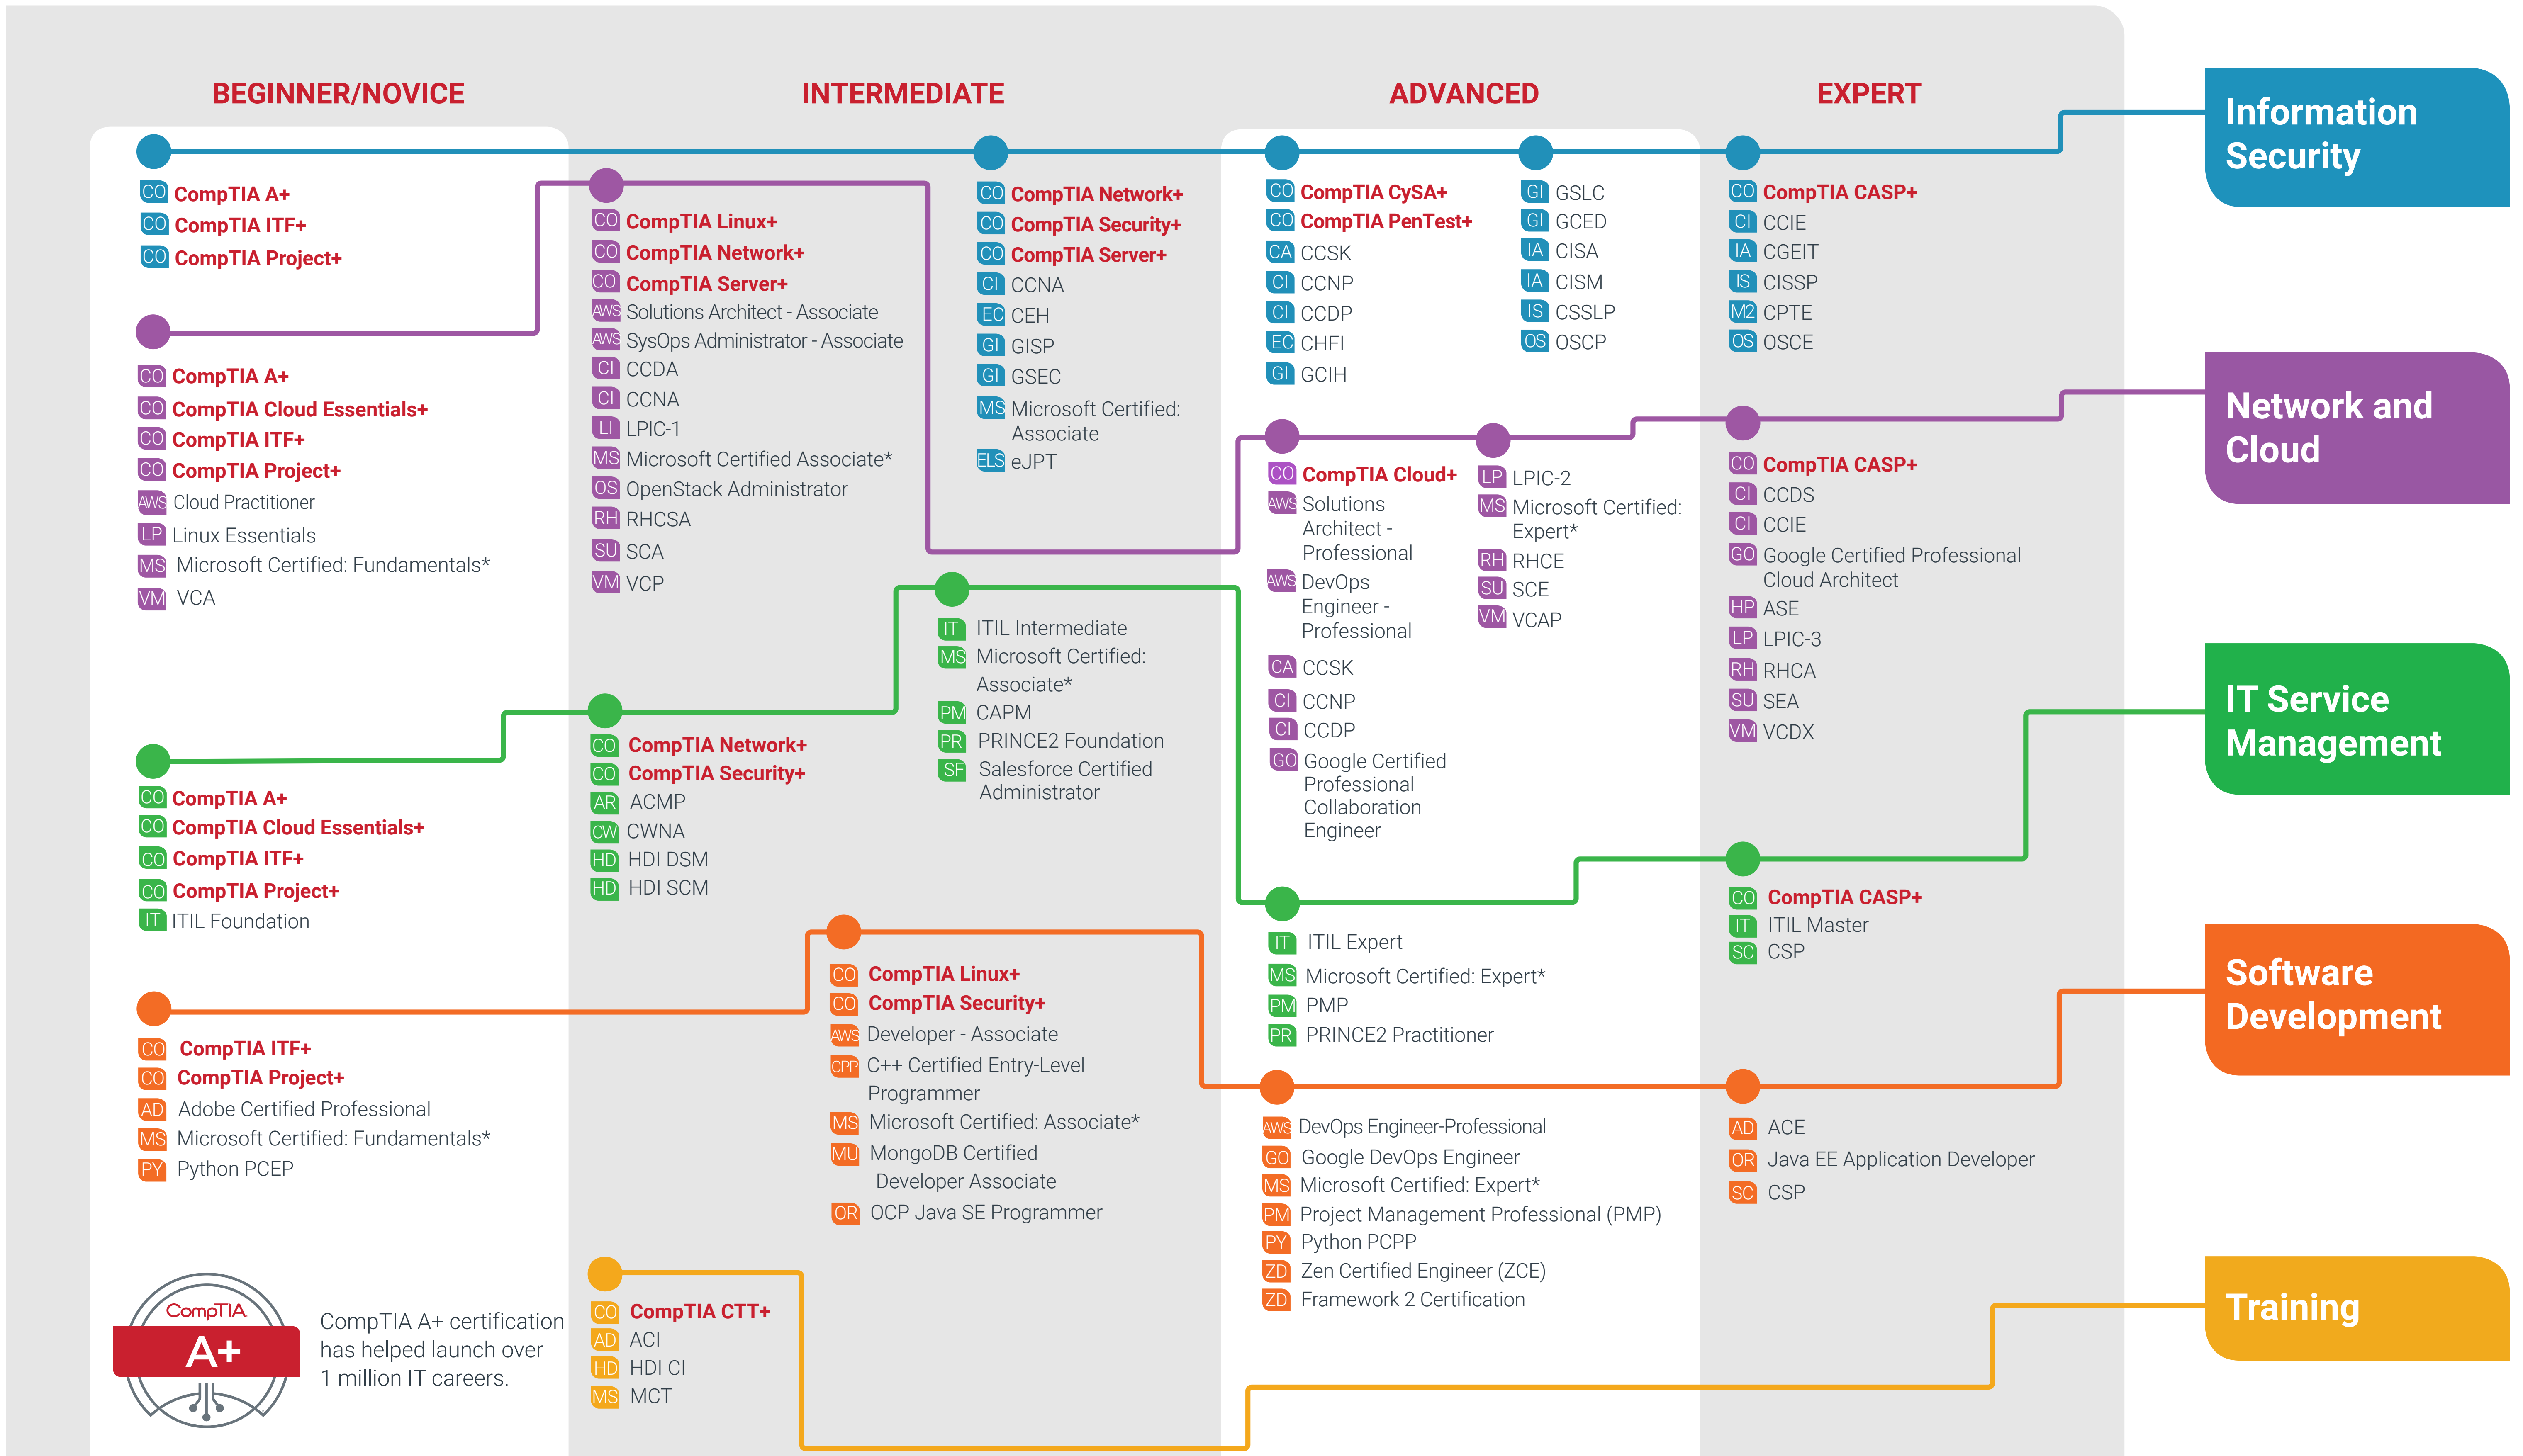 BEGINNER/NOVICE
INTERMEDIATE
ADVANCED
EXPERT
Information
Security
CO CompTIA A+
CO CompTIA ITF+
CO CompTIA Project+
CO CompTIA Network+
CO CompTIA Security+
CO CompTIA Server+
CI CCNA
EC CEH
GI GISP
GI GSEC
MS Microsoft Certified:
Associate
ELS eJPT
CO CompTIA CySA+
CO CompTIA PenTest+
CA CCSK
CI CCNP
CI CCDP
EC CHFI
GI GCIH
GI GSLC
GI GCED
IA CISA
IA CISM
IS CSSLP
OS OSCP
CO CompTIA CASP+
CI CCIE
IA CGEIT
IS CISSP
M2 CPTE
OS OSCE
Network and
Cloud
CO CompTIA A+
CO CompTIA Cloud Essentials+
CO CompTIA ITF+
CO CompTIA Project+
AWS Cloud Practitioner
LP Linux Essentials
MS Microsoft Certified: Fundamentals*
VM VCA
CO CompTIA Linux+
CO CompTIA Network+
CO CompTIA Server+
AWS Solutions Architect - Associate
AWS SysOps Administrator - Associate
CI CCDA
CI CCNA
LI LPIC-1
MS Microsoft Certified Associate*
OS OpenStack Administrator
RH RHCSA
SU SCA
VM VCP
CO CompTIA Cloud+
AWS Solutions
Architect -
Professional
AWS DevOps
Engineer -
Professional
CA CCSK
CI CCNP
CI CCDP
GO Google Certified
Professional
Collaboration
Engineer
LP LPIC-2
MS Microsoft Certified:
Expert*
RH RHCE
SU SCE
VM VCAP
CO CompTIA CASP+
CI CCDS
CI CCIE
GO Google Certified Professional
Cloud Architect
HP ASE
LP LPIC-3
RH RHCA
SU SEA
VM VCDX
IT Service
Management
CO CompTIA A+
CO CompTIA Cloud Essentials+
CO CompTIA ITF+
CO CompTIA Project+
IT ITIL Foundation
CO CompTIA Network+
CO CompTIA Security+
AR ACMP
CW CWNA
HD HDI DSM
HD HDI SCM
IT ITIL Intermediate
MS Microsoft Certified:
Associate*
PM CAPM
PR PRINCE2 Foundation
SF Salesforce Certified
Administrator
IT ITIL Expert
MS Microsoft Certified: Expert*
PM PMP
PR PRINCE2 Practitioner
CO CompTIA CASP+
IT ITIL Master
SC CSP
Software
Development
CO CompTIA ITF+
CO CompTIA Project+
AD Adobe Certified Professional
MS Microsoft Certified: Fundamentals*
PY Python PCEP
CO CompTIA Linux+
CO CompTIA Security+
AWS Developer - Associate
CPP C++ Certified Entry-Level
Programmer
MS Microsoft Certified: Associate*
MU MongoDB Certified
Developer Associate
OR OCP Java SE Programmer
AWS DevOps Engineer-Professional
GO Google DevOps Engineer
MS Microsoft Certified: Expert*
PM Project Management Professional (PMP)
PY Python PCPP
ZD Zen Certified Engineer (ZCE)
ZD Framework 2 Certification
AD ACE
OR Java EE Application Developer
SC CSP
Training
CO CompTIA CTT+
AD ACI
HD HDI CI
MS MCT
CompTIA
A+
CompTIA A+ certification
has helped launch over
1 million IT careers.